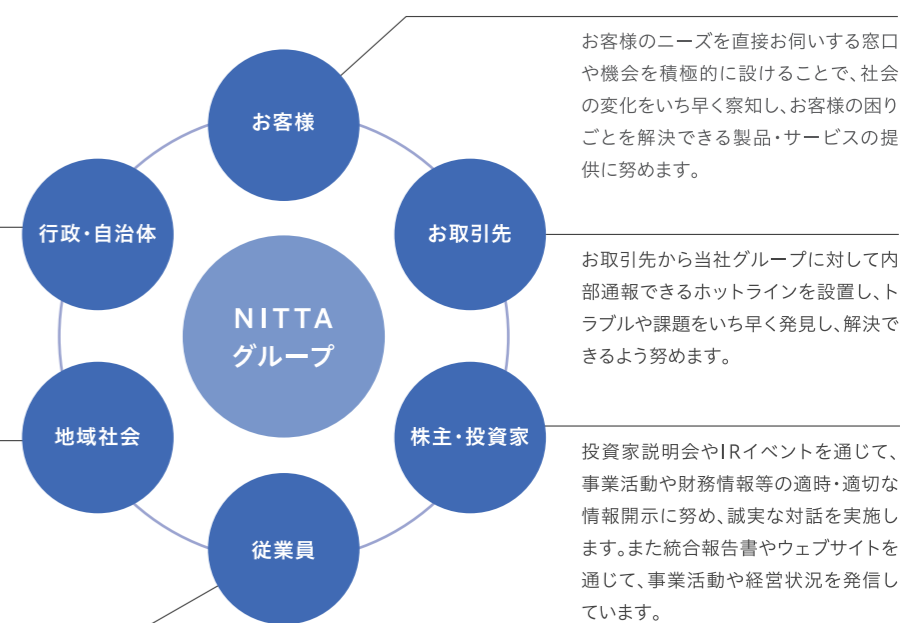 お客様のニーズを直接お伺いする窓口
や機会を積極的に設けることで、社会
の変化をいち早く察知し、お客様の困り
ごとを解決できる製品・サービスの提
供に努めます。
お客様
行政・自治体
お取引先
お取引先から当社グループに対して内
部通報できるホットラインを設置し、ト
ラブルや課題をいち早く発見し、解決で
きるよう努めます。
NITTA
グループ
地域社会
株主・投資家
投資家説明会やIRイベントを通じて、
事業活動や財務情報等の適時・適切な
情報開示に努め、誠実な対話を実施し
ます。また統合報告書やウェブサイトを
通じて、事業活動や経営状況を発信し
ています。
従業員